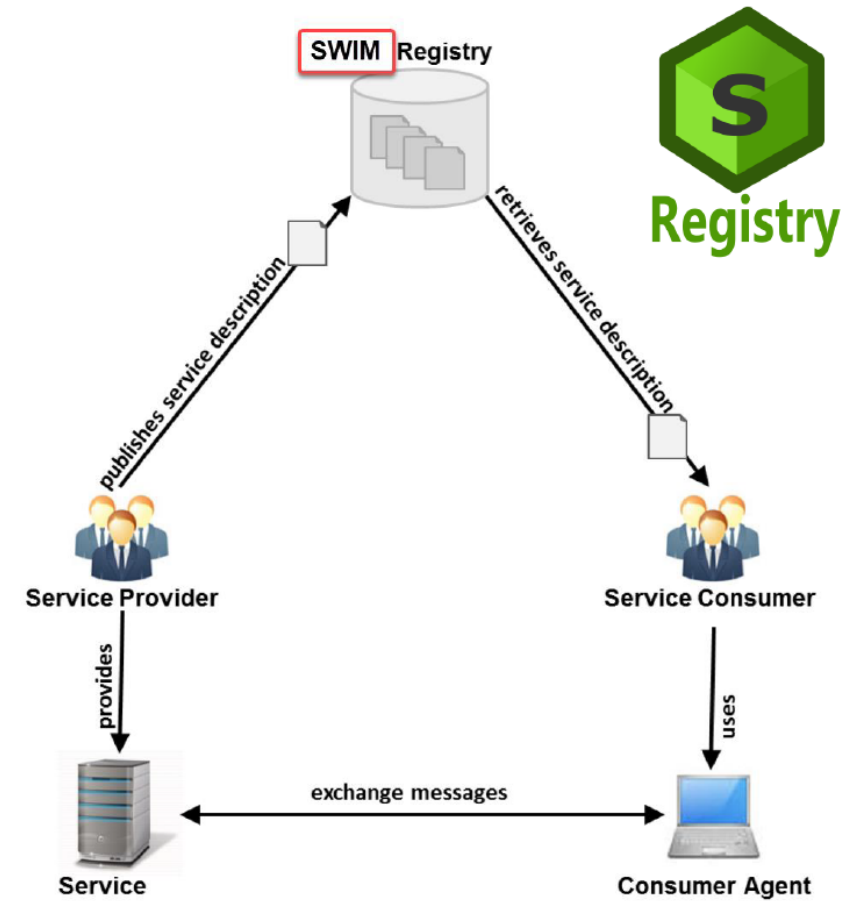 SWIM Registry
S
Registry
publishes service description
retrieves service description
Service Provider
Service Consumer
provides
uses
exchange messages
Service
Consumer Agent